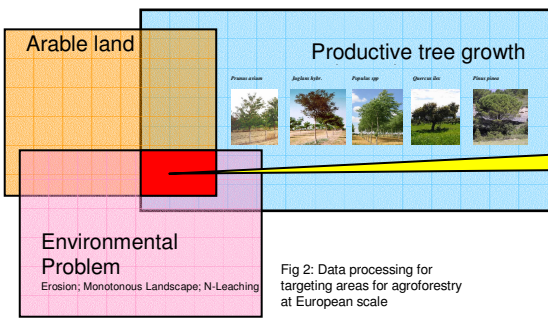 Arable land
Productive tree growth
Prunus avium
Juglans hybr.
Populus spp
Quercus ilex
Pinus pinea
Environmental
Problem
Erosion; Monotonous Landscape; N-Leaching
Fig 2: Data processing for
targeting areas for agroforestry
at European scale